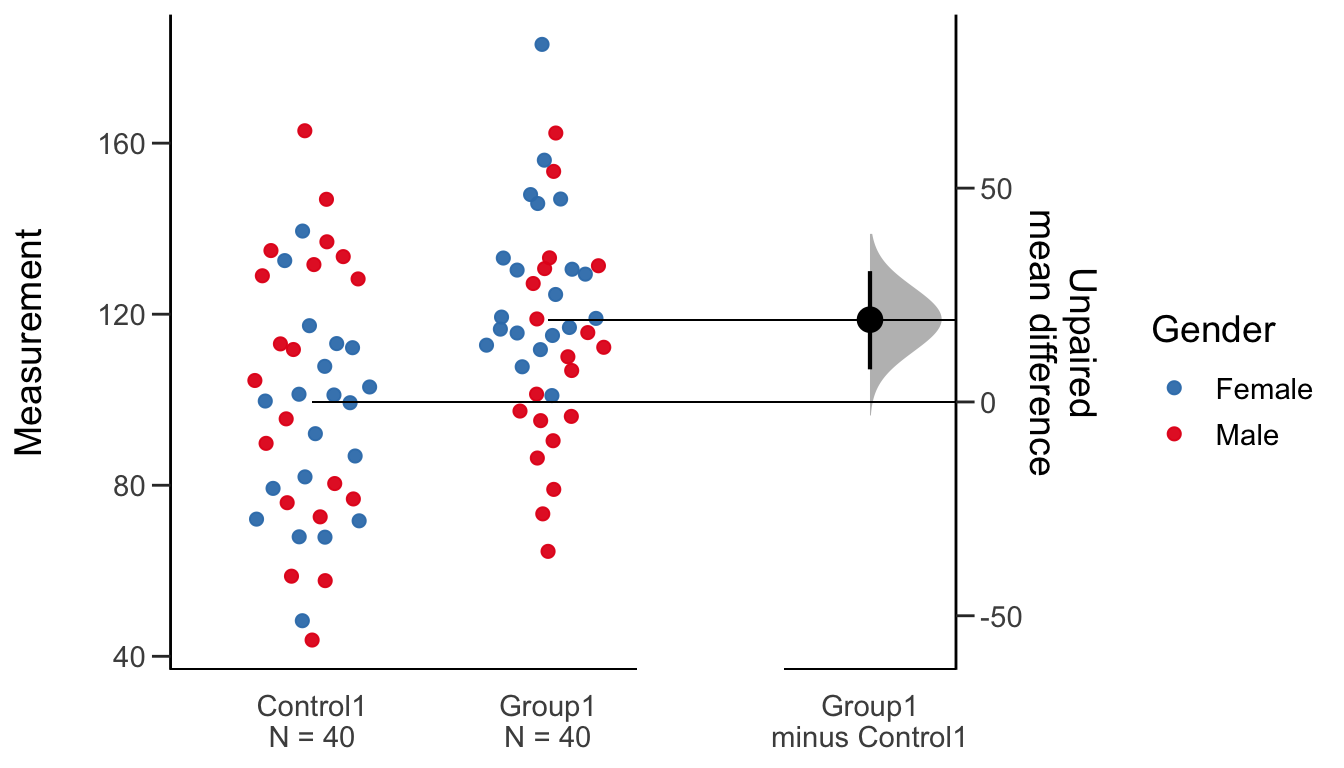 Measurement
160
120
80
40
Control1
N = 40
Group1
N = 40
Group1
minus Control1
50
0
-50
Unpaired
mean difference
Gender
Female
Male